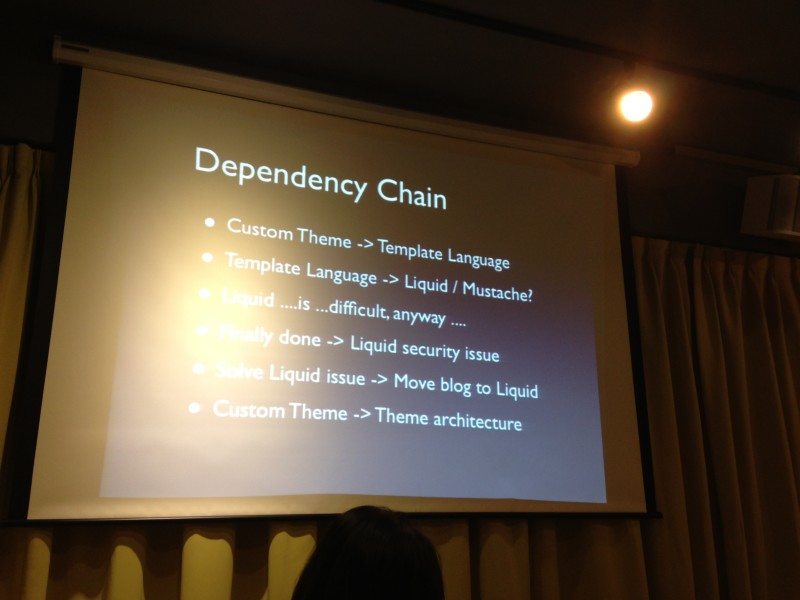 Dependency Chain
• Custom Theme -> Template Language
• Template Language -> Liquid / Mustache?
• Liquid ....is ...difficult, anyway ....
• Finally done -> Liquid security issue
• Solve Liquid issue -> Move blog to Liquid
• Custom Theme -> Theme architecture